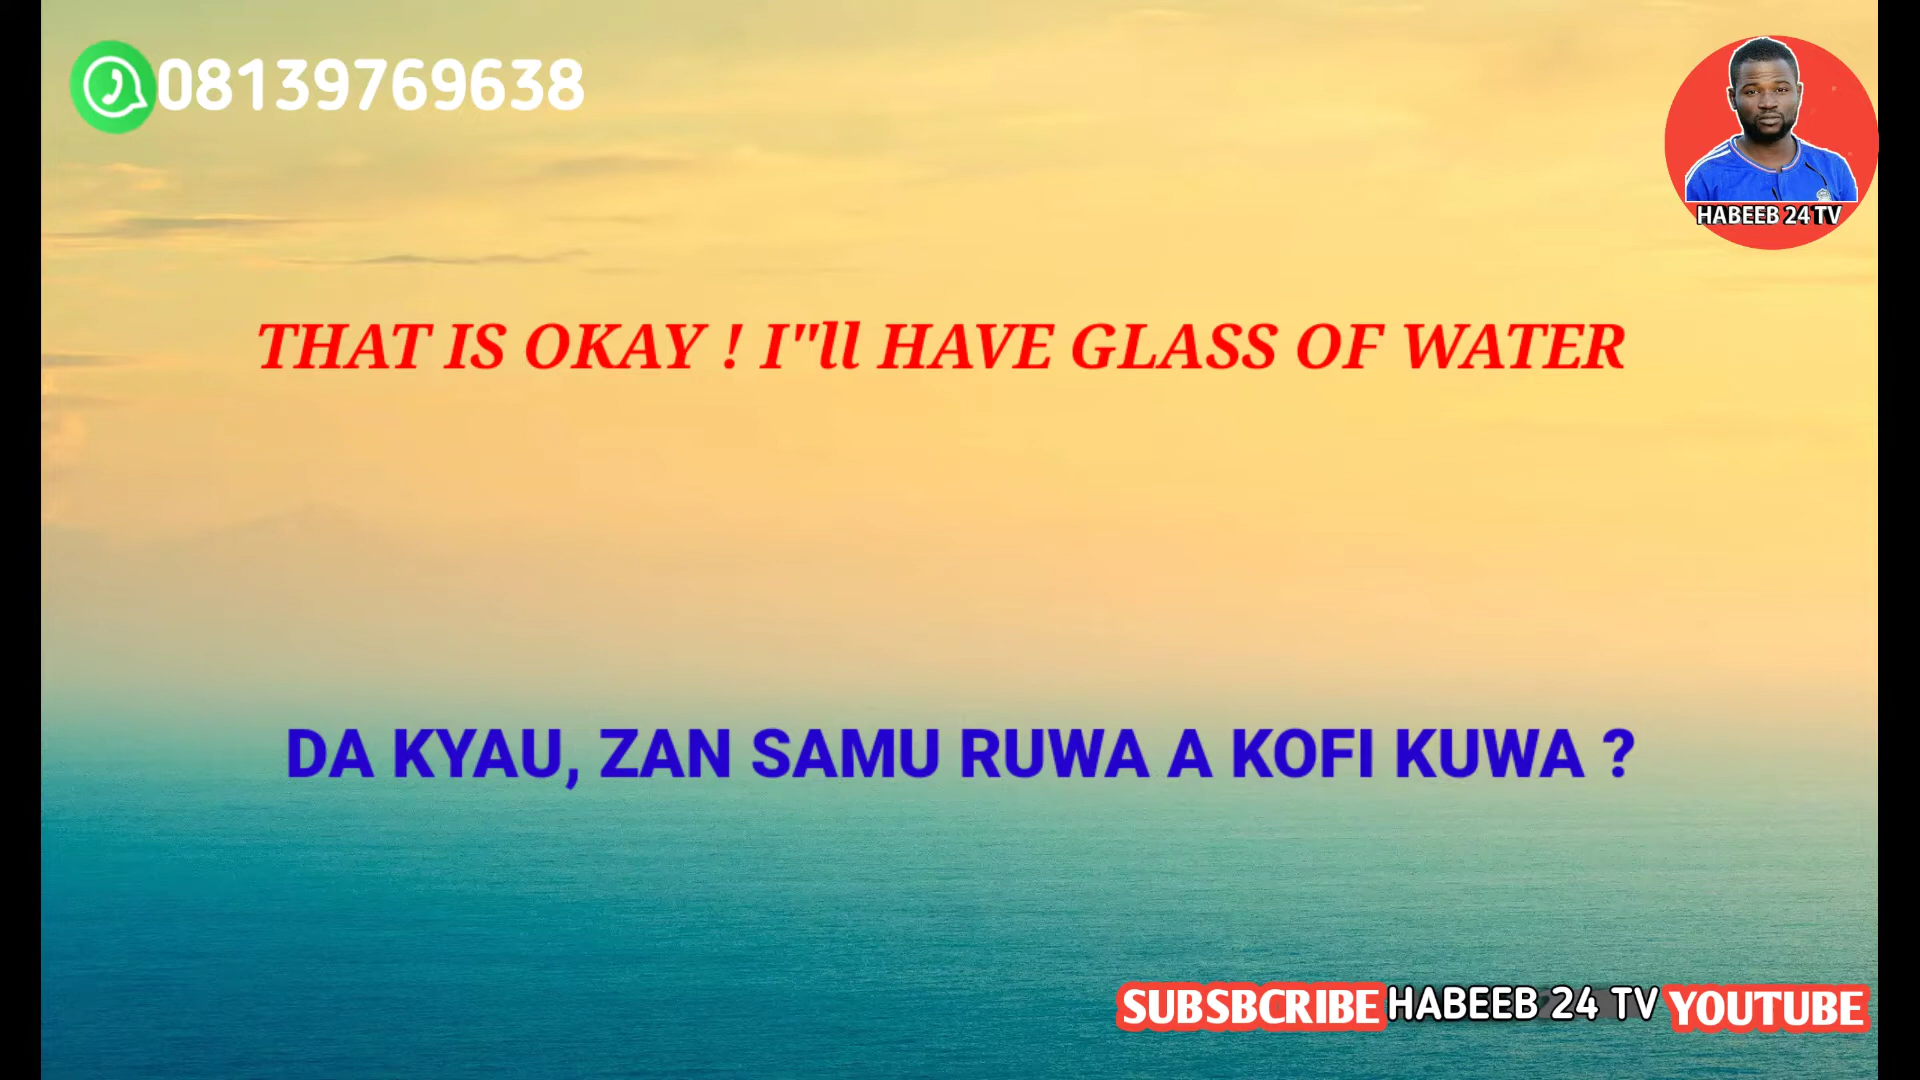 08139769638
HABEEB 24 TV
THAT IS OKAY ! I"ll HAVE GLASS OF WATER
DA KYAU, ZAN SAMU RUWA A KOFI KUWA ?
SUBSBCRIBE HABEEB 24 TV YOUTUBE